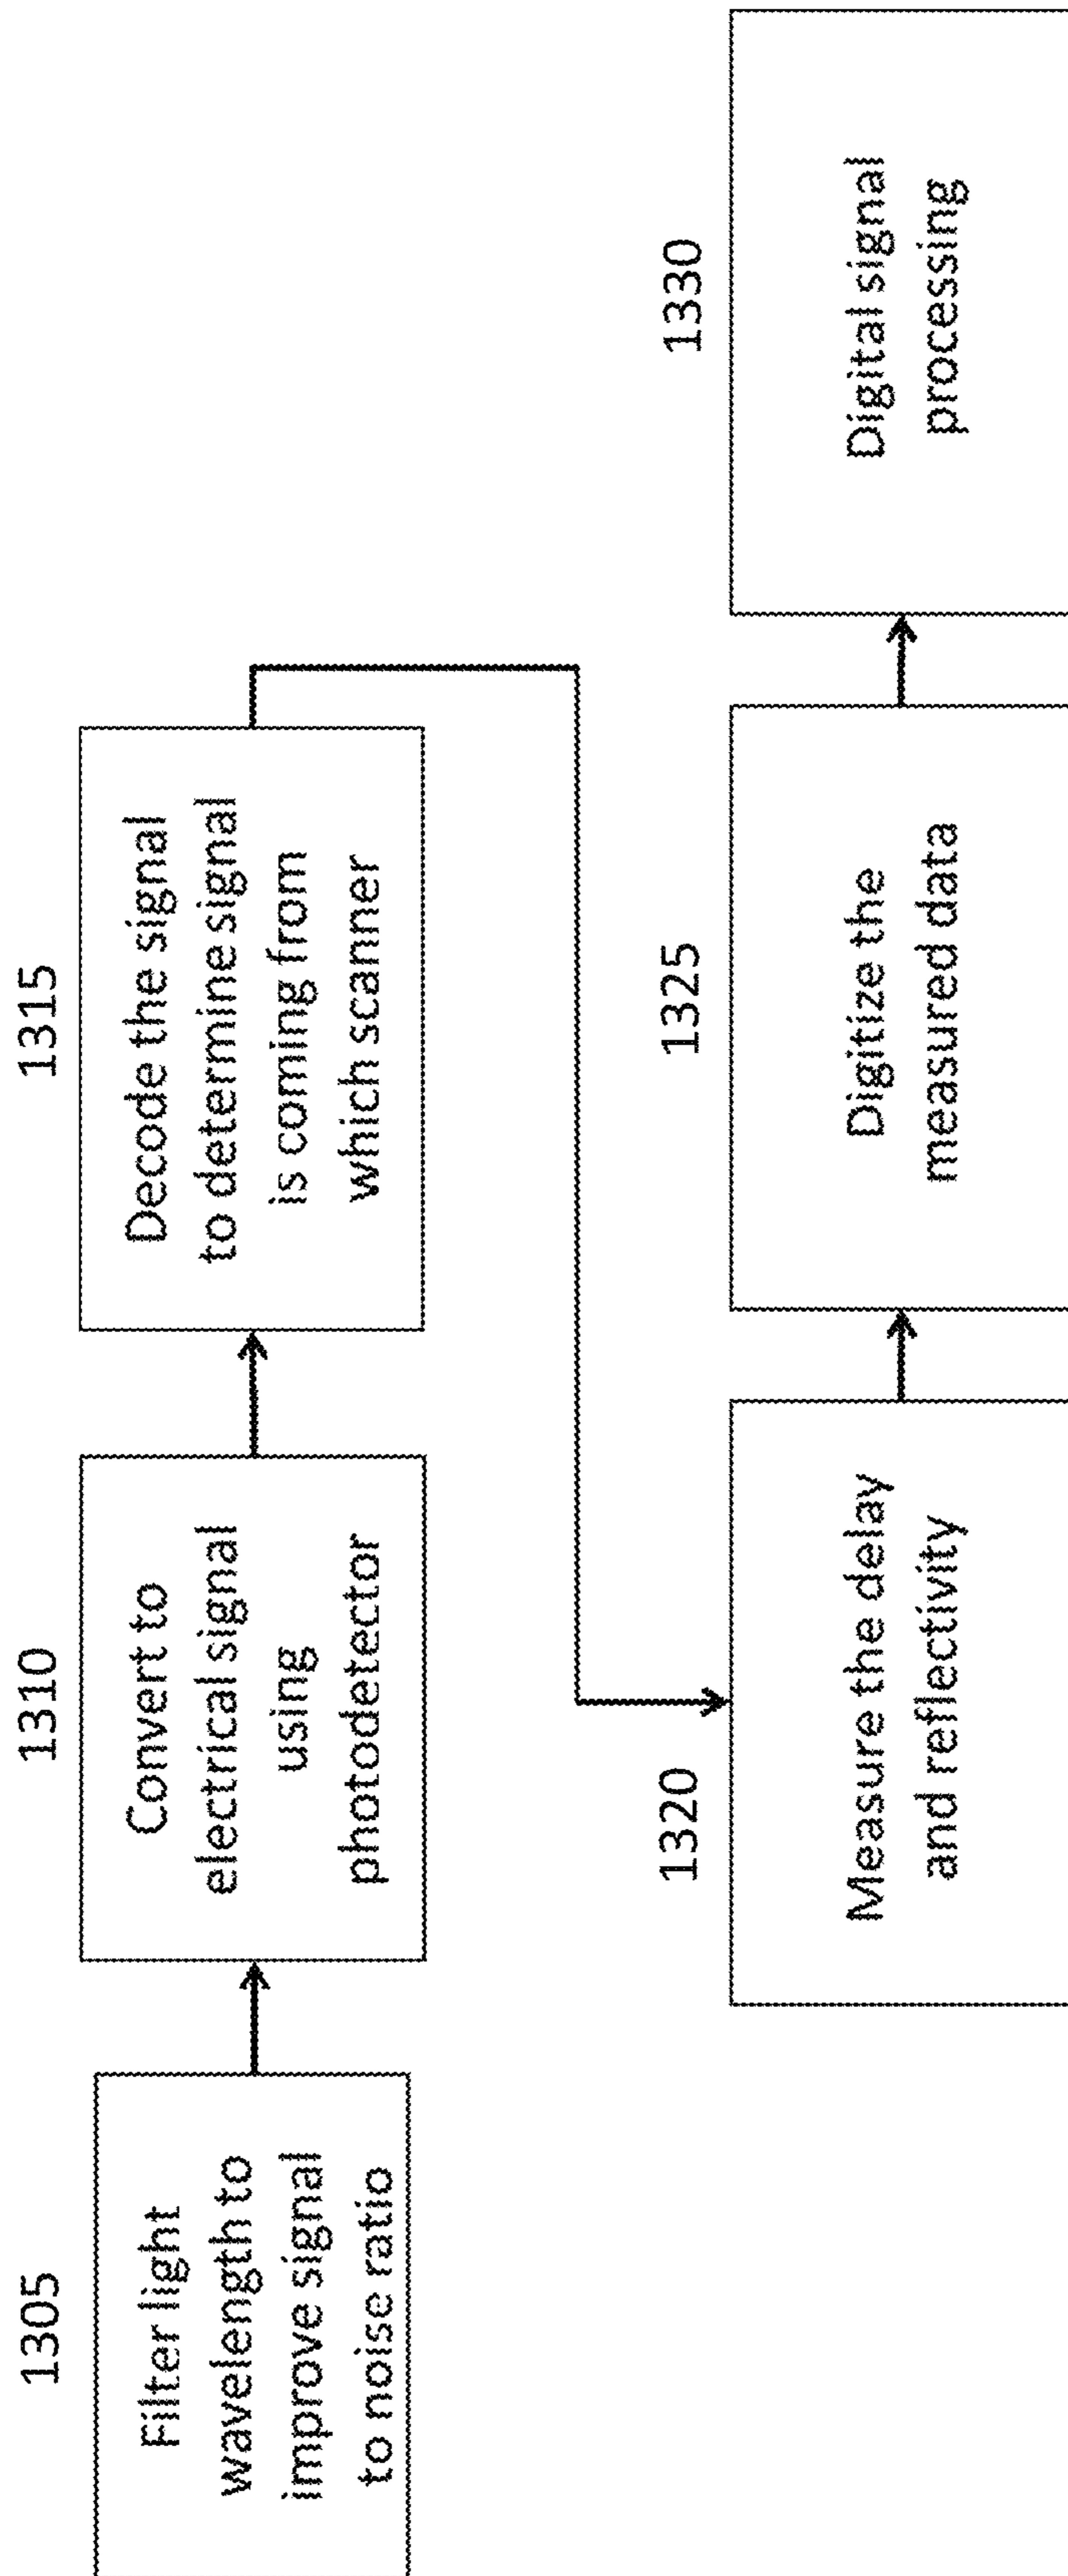 1305
Filter light
wavelength to
improve signal
to noise ratio
1310
Convert to
electrical signal
using
photodetector
1315
Decode the signal
to determine signal
is coming from
which scanner
1320
Measure the delay
and reflectivity
1325
Digitize the
measured data
1330
Digital signal
processing